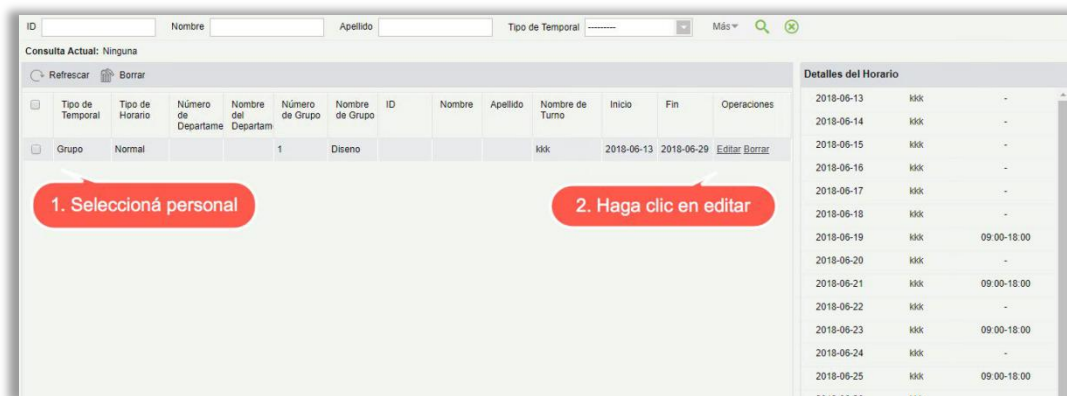 ID Nombre Apellido Tipo de Temporal --------- Más
Consulta Actual: Ninguna
Refrescar Borrar
Tipo de Temporal Tipo de Horario Número de Departame Nombre del Departam Número de Grupo Nombre de Grupo ID Nombre Apellido Nombre de Turno Inicio Fin Operaciones
Grupo Normal 1 Diseno kkk 2018-06-13 2018-06-29 Editar Borrar
1. Seleccioná personal
2. Haga clic en editar
Detalles del Horario
2018-06-13 kkk -
2018-06-14 kkk -
2018-06-15 kkk -
2018-06-16 kkk -
2018-06-17 kkk -
2018-06-18 kkk -
2018-06-19 kkk 09:00-18:00
2018-06-20 kkk -
2018-06-21 kkk 09:00-18:00
2018-06-22 kkk -
2018-06-23 kkk 09:00-18:00
2018-06-24 kkk -
2018-06-25 kkk 09:00-18:00